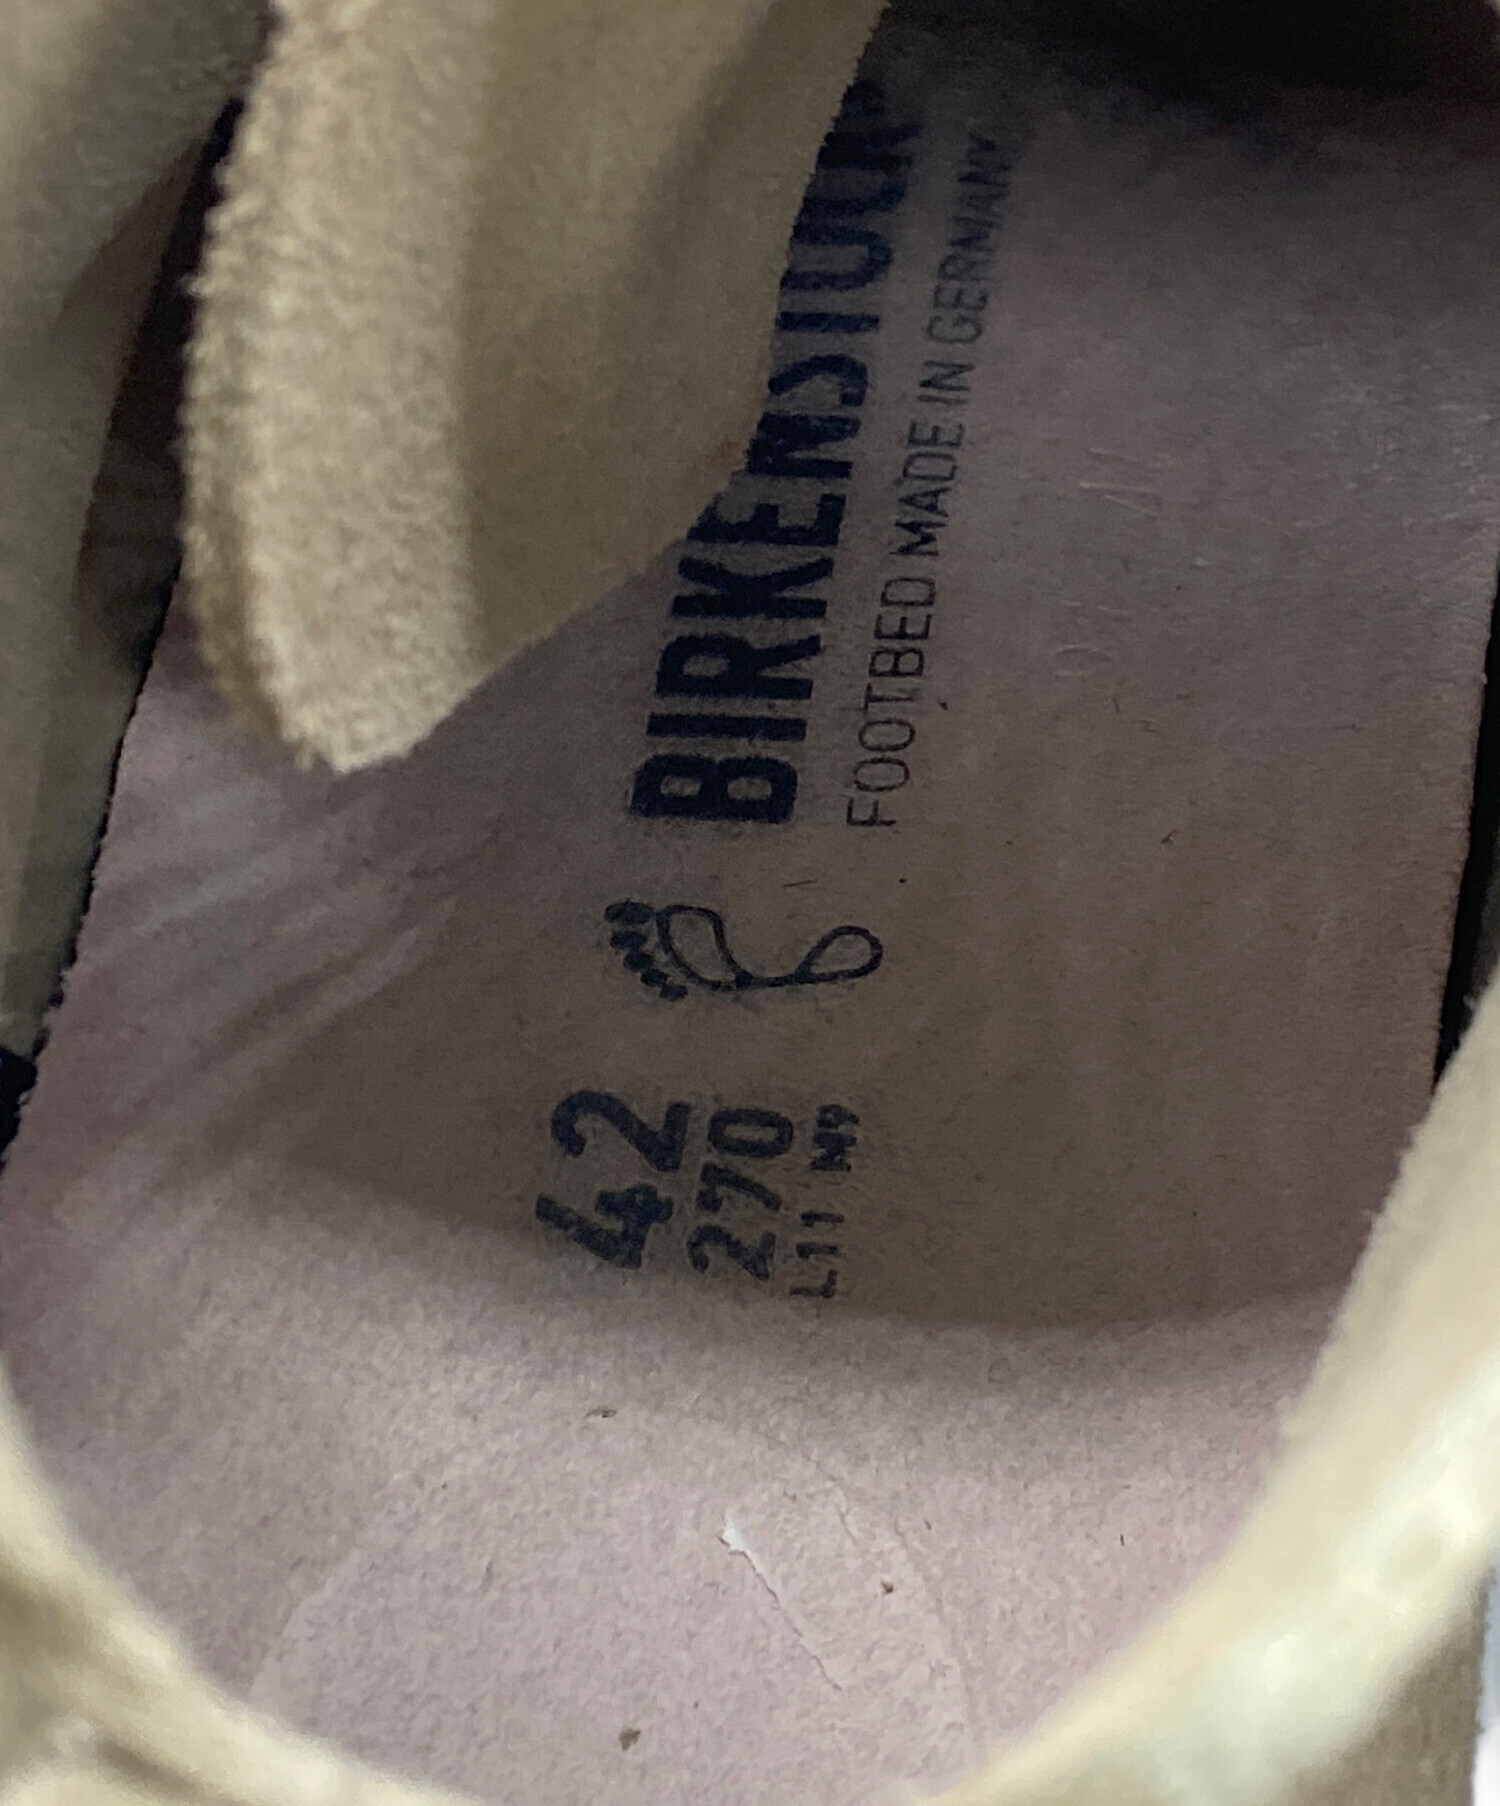 BIRKENSTOCK
FOOTBED MADE IN GERMANY
42
270
L11 M9